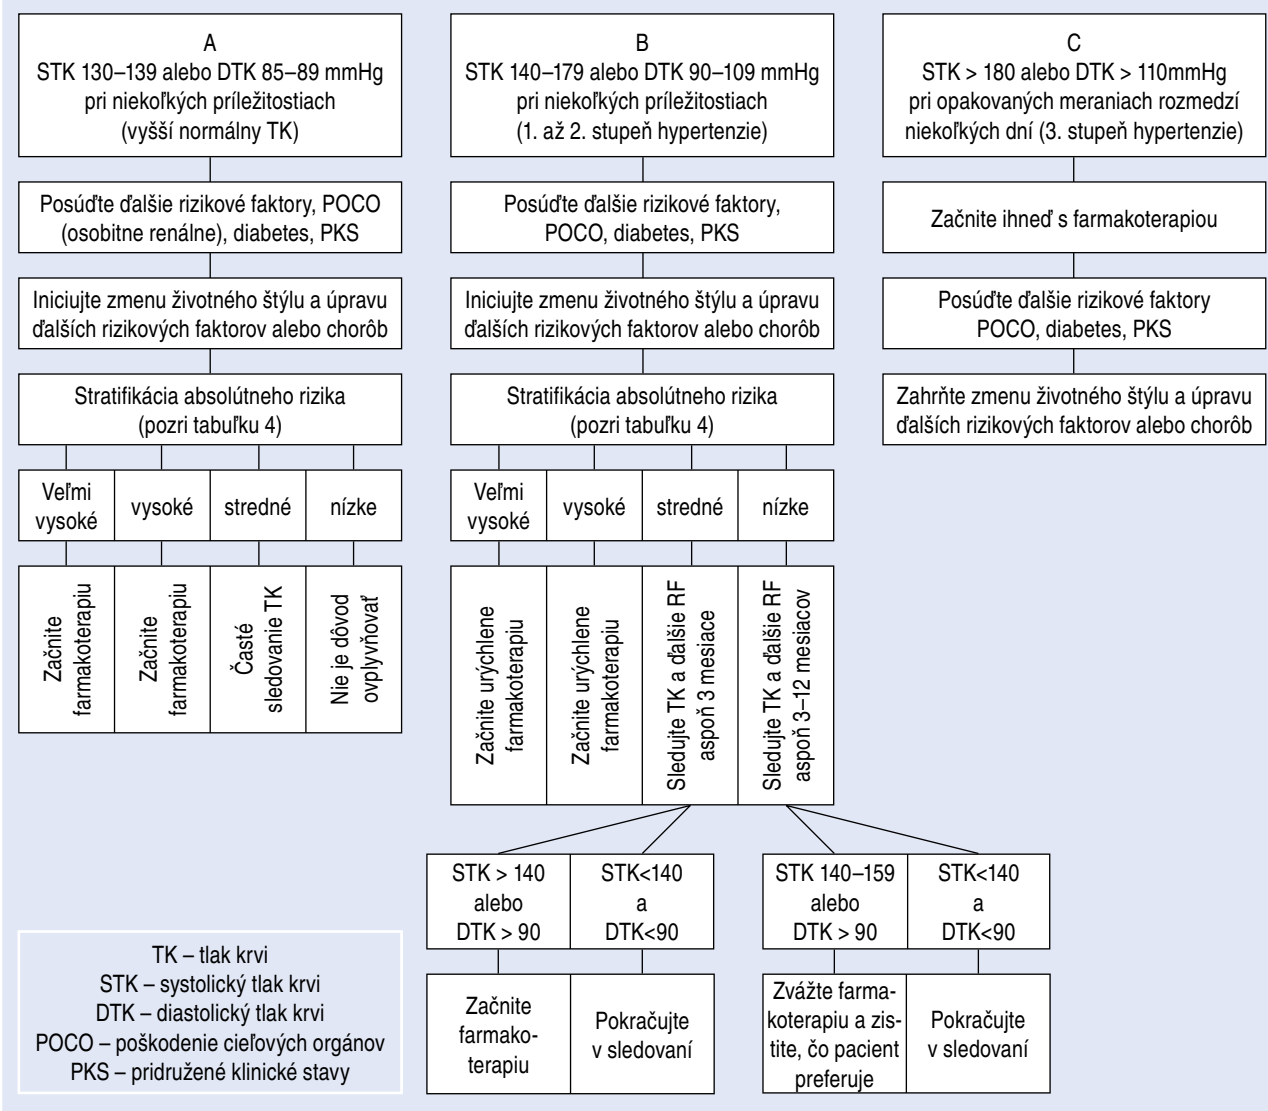 A
STK 130–139 alebo DTK 85–89 mmHg
pri niekoľkých príležitostiach
(vyšší normálny TK)
Posúďte ďalšie rizikové faktory, POCO
(osobitne renálne), diabetes, PKS
Iniciujte zmenu životného štýlu a úpravu
ďalších rizikových faktorov alebo chorôb
Stratifikácia absolútneho rizika
(pozri tabuľku 4)
Veľmi
vysoké
vysoké
stredné
nízke
Začnite
farmakoterapiu
Začnite
farmakoterapiu
Časté
sledovanie TK
Nie je dôvod
ovplyvňovať
B
STK 140–179 alebo DTK 90–109 mmHg
pri niekoľkých príležitostiach
(1. až 2. stupeň hypertenzie)
Posúďte ďalšie rizikové faktory,
POCO, diabetes, PKS
Iniciujte zmenu životného štýlu a úpravu
ďalších rizikových faktorov alebo chorôb
Stratifikácia absolútneho rizika
(pozri tabuľku 4)
Veľmi
vysoké
vysoké
stredné
nízke
Začnite urýchlene
farmakoterapiu
Začnite urýchlene
farmakoterapiu
Sledujte TK a ďalšie RF
aspoň 3 mesiace
Sledujte TK a ďalšie RF
aspoň 3–12 mesiacov
STK > 140
alebo
DTK > 90
STK<140
a
DTK<90
STK 140–159
alebo
DTK > 90
STK<140
a
DTK<90
Začnite
farmako-
terapiu
Pokračujte
v sledovaní
Zvážte farma-
koterapiu a zis-
tite, čo pacient
preferuje
Pokračujte
v sledovaní
C
STK > 180 alebo DTK > 110mmHg
pri opakovaných meraniach rozmedzí
niekoľkých dní (3. stupeň hypertenzie)
Začnite ihneď s farmakoterapiou
Posúďte ďalšie rizikové faktory
POCO, diabetes, PKS
Zahrňte zmenu životného štýlu a úpravu
ďalších rizikových faktorov alebo chorôb
TK – tlak krvi
STK – systolický tlak krvi
DTK – diastolický tlak krvi
POCO – poškodenie cieľových orgánov
PKS – pridružené klinické stavy